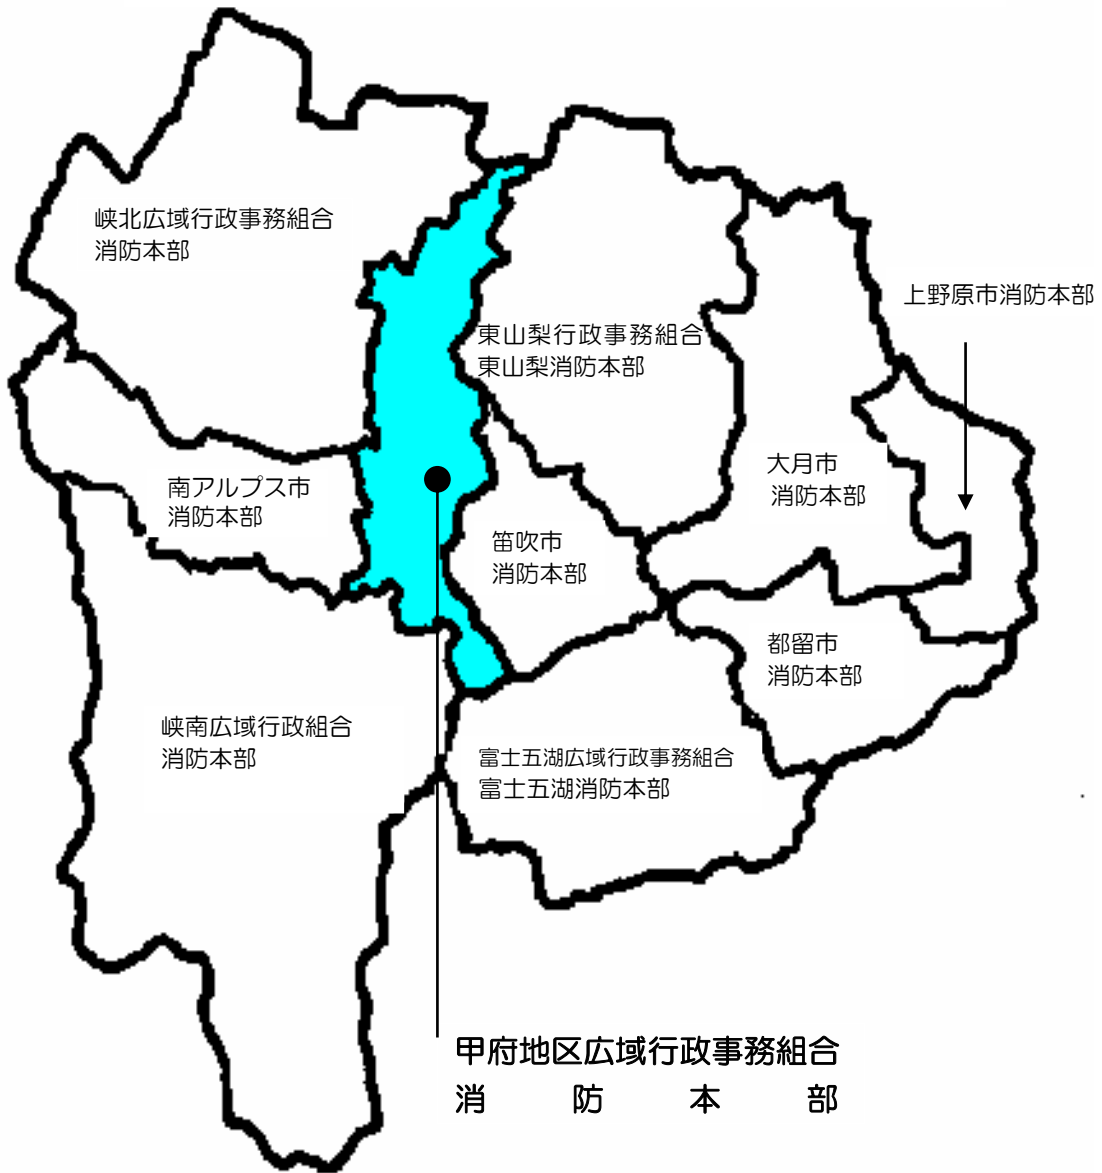 峡北広域行政事務組合
消防本部
上野原市消防本部
東山梨行政事務組合
東山梨消防本部
大月市
消防本部
南アルプス市
消防本部
笛吹市
消防本部
都留市
消防本部
峡南広域行政組合
消防本部
富士五湖広域行政事務組合
富士五湖消防本部
甲府地区広域行政事務組合
消防本部